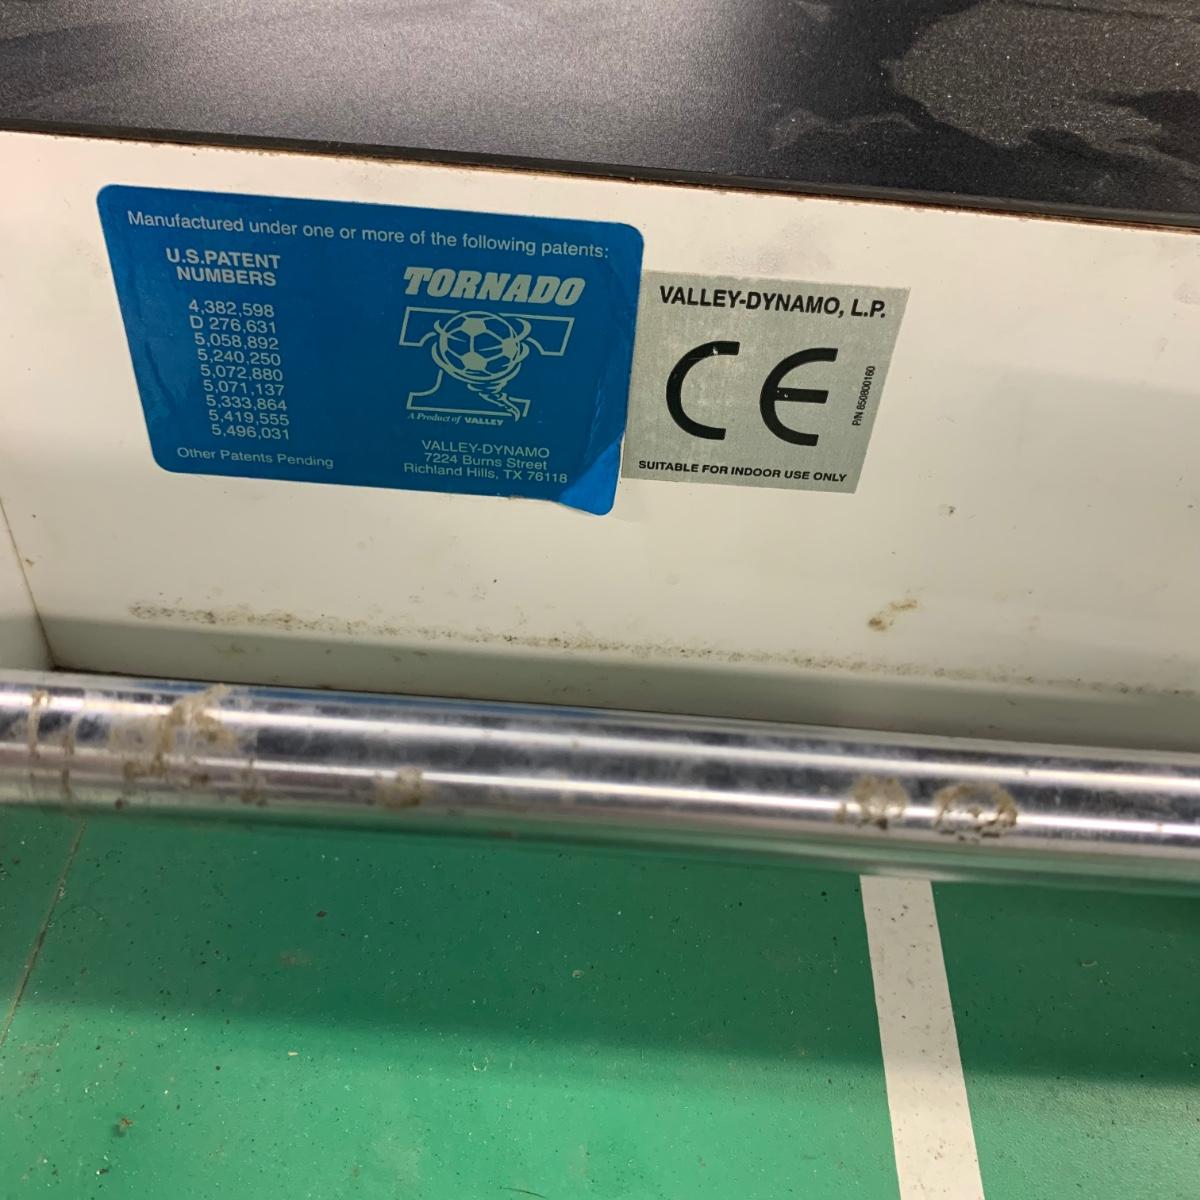 Manufactured under one or more of the following patents:
U.S.PATENT
NUMBERS
4,382,598
D 276,631
5,058,892
5,240,250
5,072,880
5,071,137
5,333,864
5,419,555
5,496,031
Other Patents Pending
TORNADO
A Product of VALLEY
VALLEY-DYNAMO
7224 Burns Street
Richland Hills, TX 76118
VALLEY-DYNAMO, L.P.
CE
P/N 850800160
SUITABLE FOR INDOOR USE ONLY